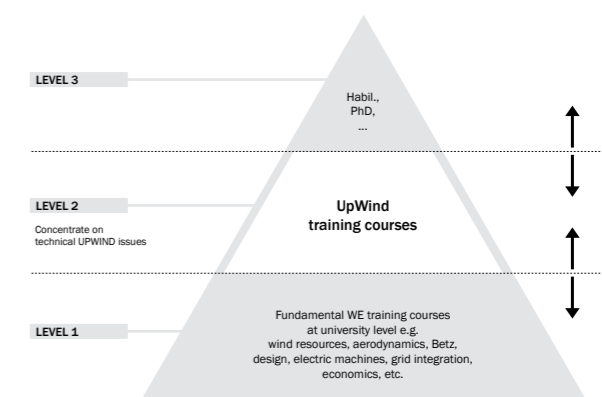 LEVEL 3
Habil.,
PhD,
...
LEVEL 2
Concentrate on
technical UPWIND issues
UpWind
training courses
LEVEL 1
Fundamental WE training courses
at university level e.g.
wind resources, aerodynamics, Betz,
design, electric machines, grid integration,
economics, etc.